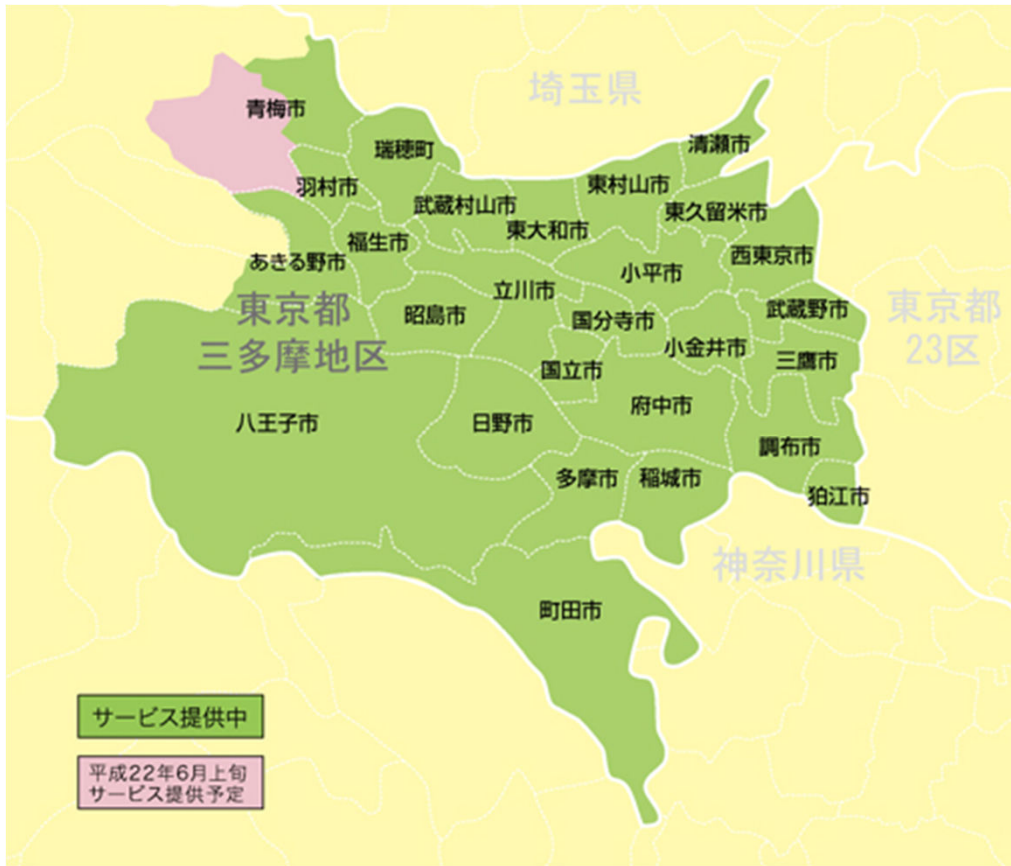 埼玉県
青梅市
清瀬市
瑞穂町
羽村市
東村山市
武蔵村山市
東久留米市
東大和市
福生市
西東京市
あきる野市
小平市
立川市
東京都
三多摩地区
昭島市
国分寺市
武蔵野市
東京都
23区
小金井市
三鷹市
国立市
府中市
八王子市
日野市
調布市
多摩市
稲城市
狛江市
神奈川県
町田市
サービス提供中
平成22年6月上旬
サービス提供予定